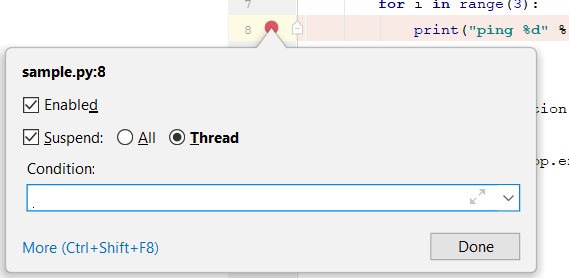 7 for i in range(3):
8 print("ping %d" %
sample.py:8
Enabled
Suspend: All Thread
tion
Condition:
op.e
.
More (Ctrl+Shift+F8) Done